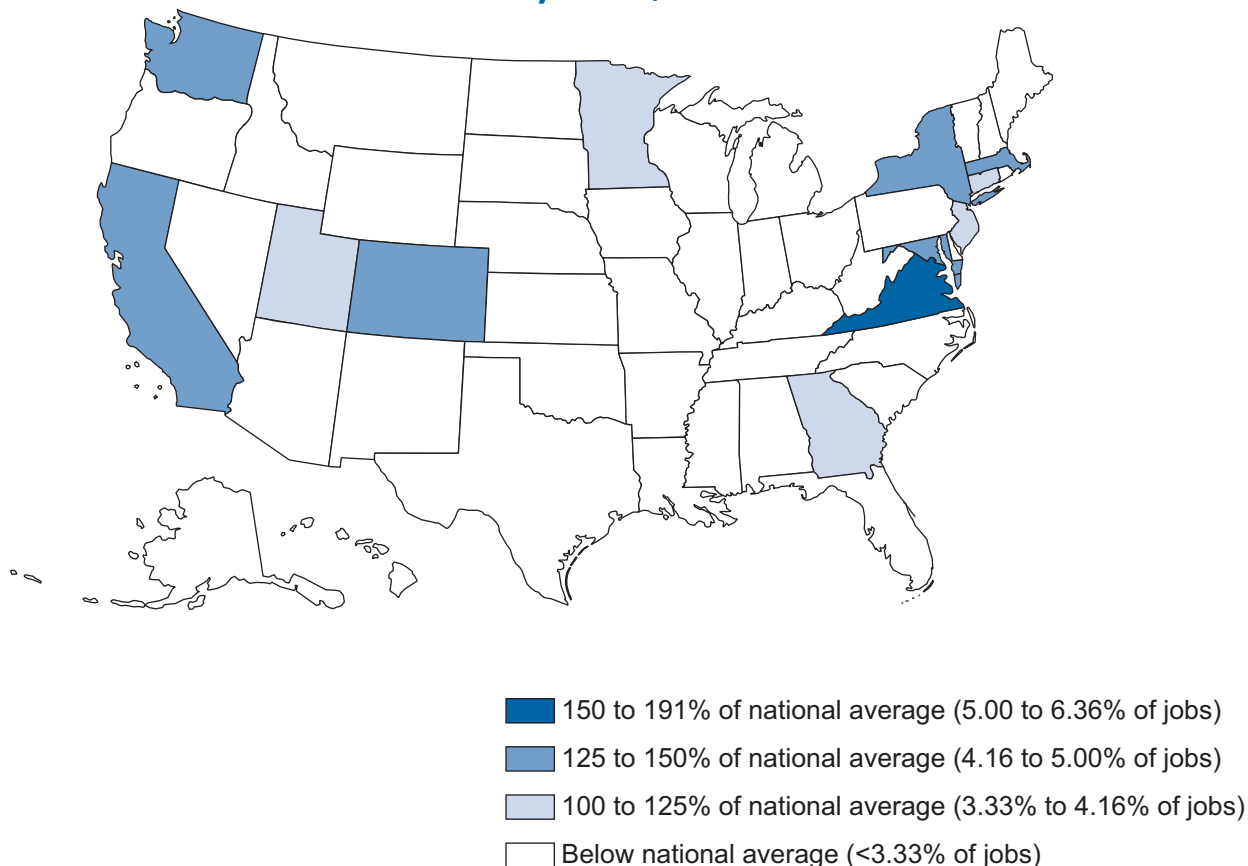 150 to 191% of national average (5.00 to 6.36% of jobs)
125 to 150% of national average (4.16 to 5.00% of jobs)
100 to 125% of national average (3.33% to 4.16% of jobs)
Below national average (<3.33% of jobs)